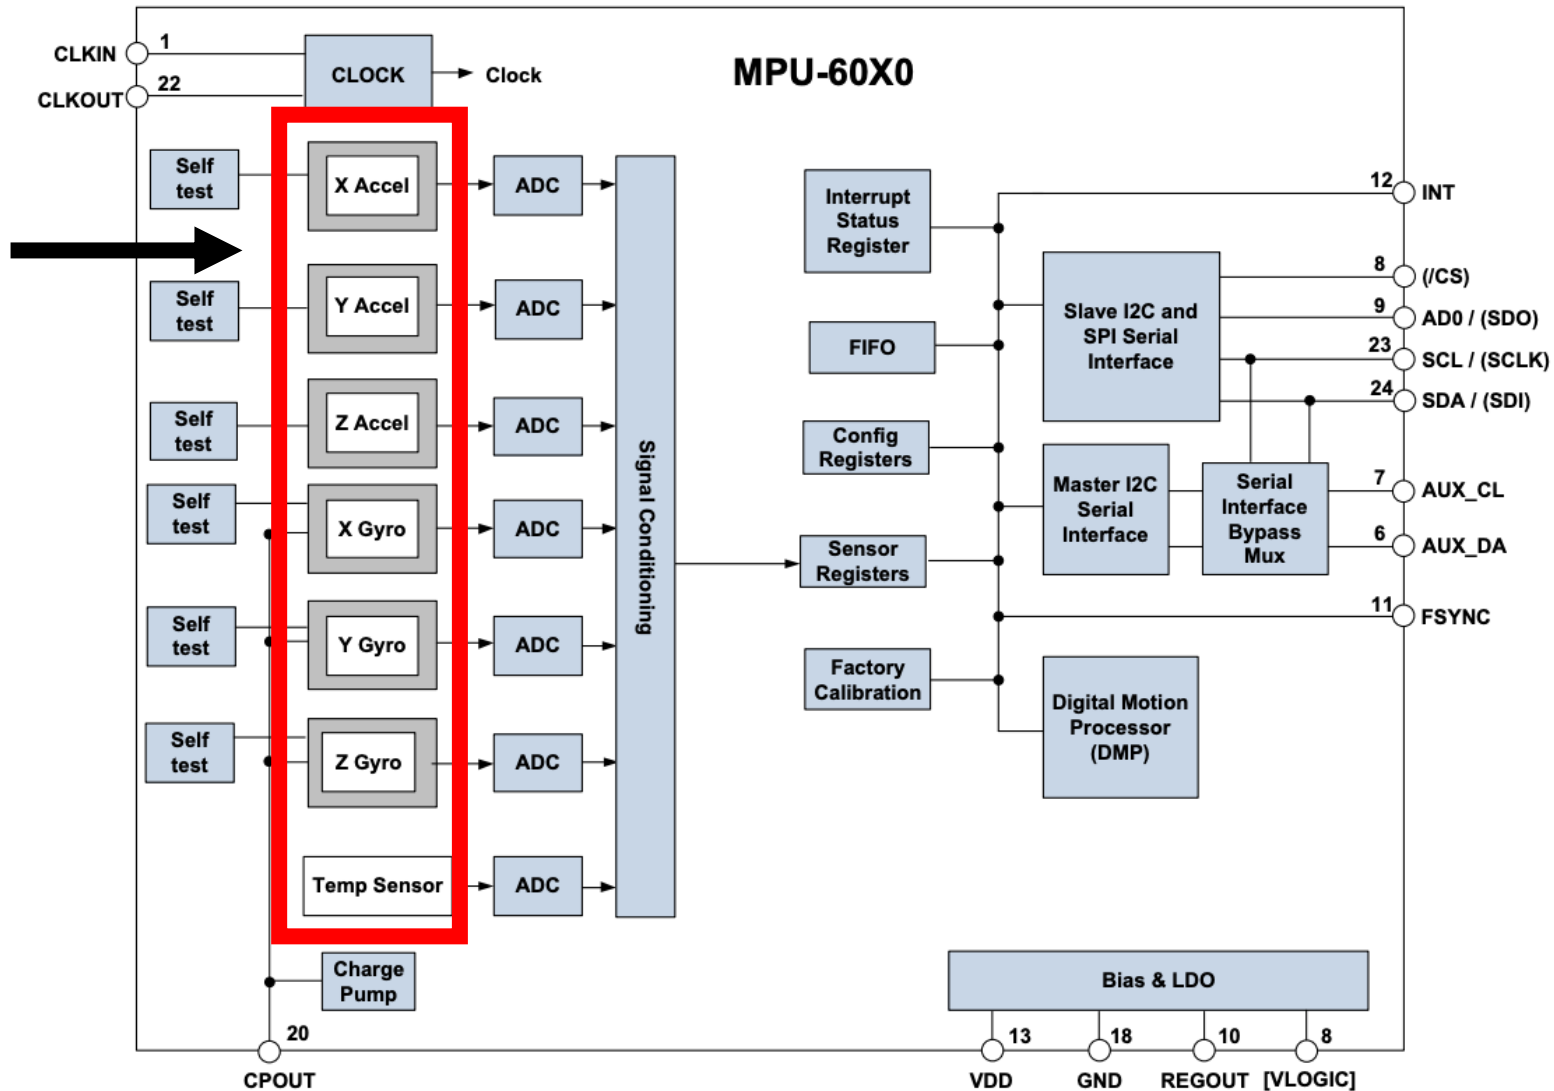 MPU-60X0
CLKIN
1
CLKOUT
22
CLOCK
Clock
Self
test
X Accel
ADC
Self
test
Y Accel
ADC
Self
test
Z Accel
ADC
Self
test
X Gyro
ADC
Self
test
Y Gyro
ADC
Self
test
Z Gyro
ADC
Temp Sensor
ADC
Charge
Pump
20
CPOUT
Signal Conditioning
Interrupt
Status
Register
FIFO
Config
Registers
Sensor
Registers
Factory
Calibration
Slave I2C and
SPI Serial
Interface
Master I2C
Serial
Interface
Serial
Interface
Bypass
Mux
Digital Motion
Processor
(DMP)
12
INT
8
(/CS)
9
AD0 / (SDO)
23
SCL / (SCLK)
24
SDA / (SDI)
7
AUX_CL
6
AUX_DA
11
FSYNC
Bias & LDO
13
18
10
8
VDD
GND
REGOUT
[VLOGIC]